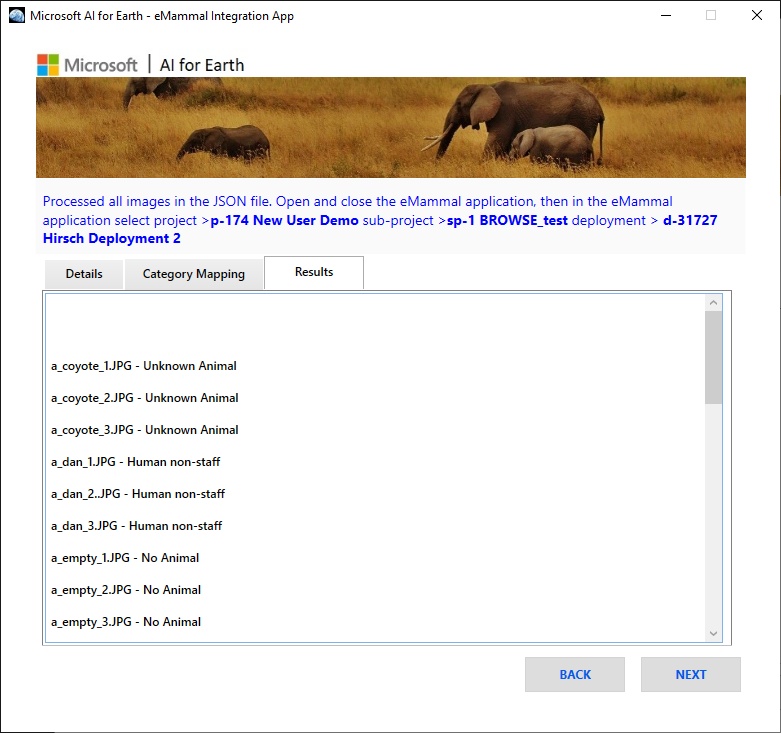 Microsoft AI for Earth - eMammal Integration App
Microsoft | AI for Earth
Processed all images in the JSON file. Open and close the eMammal application, then in the eMammal
application select project >p-174 New User Demo sub-project >sp-1 BROWSE_test deployment > d-31727
Hirsch Deployment 2
Details
Category Mapping
Results
a_coyote_1.JPG - Unknown Animal
a_coyote_2.JPG - Unknown Animal
a_coyote_3.JPG - Unknown Animal
a_dan_1.JPG - Human non-staff
a_dan_2..JPG - Human non-staff
a_dan_3.JPG - Human non-staff
a_empty_1.JPG - No Animal
a_empty_2.JPG - No Animal
a_empty_3.JPG - No Animal
BACK
NEXT